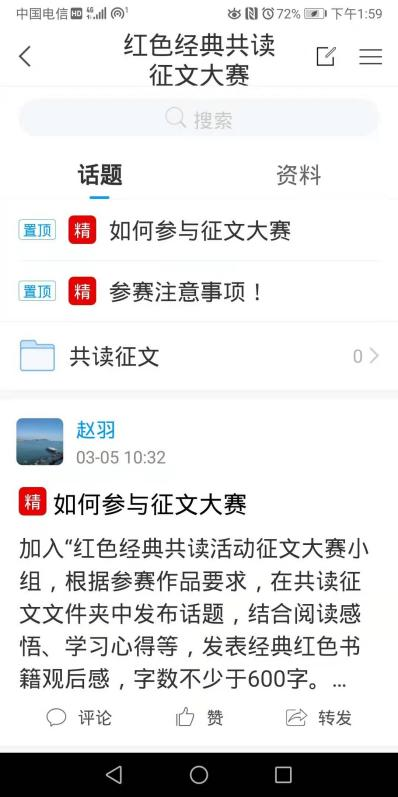 中国电信 HD 4G 1 72% 下午1:59
红色经典共读
征文大赛
搜索
话题 资料
置顶 精 如何参与征文大赛
置顶 精 参赛注意事项！
共读征文 0
赵羽
03-05 10:32
精 如何参与征文大赛
加入“红色经典共读活动征文大赛小
组，根据参赛作品要求，在共读征
文文件夹中发布话题，结合阅读感
悟、学习心得等，发表经典红色书
籍观后感，字数不少于600字。...
评论 赞 转发